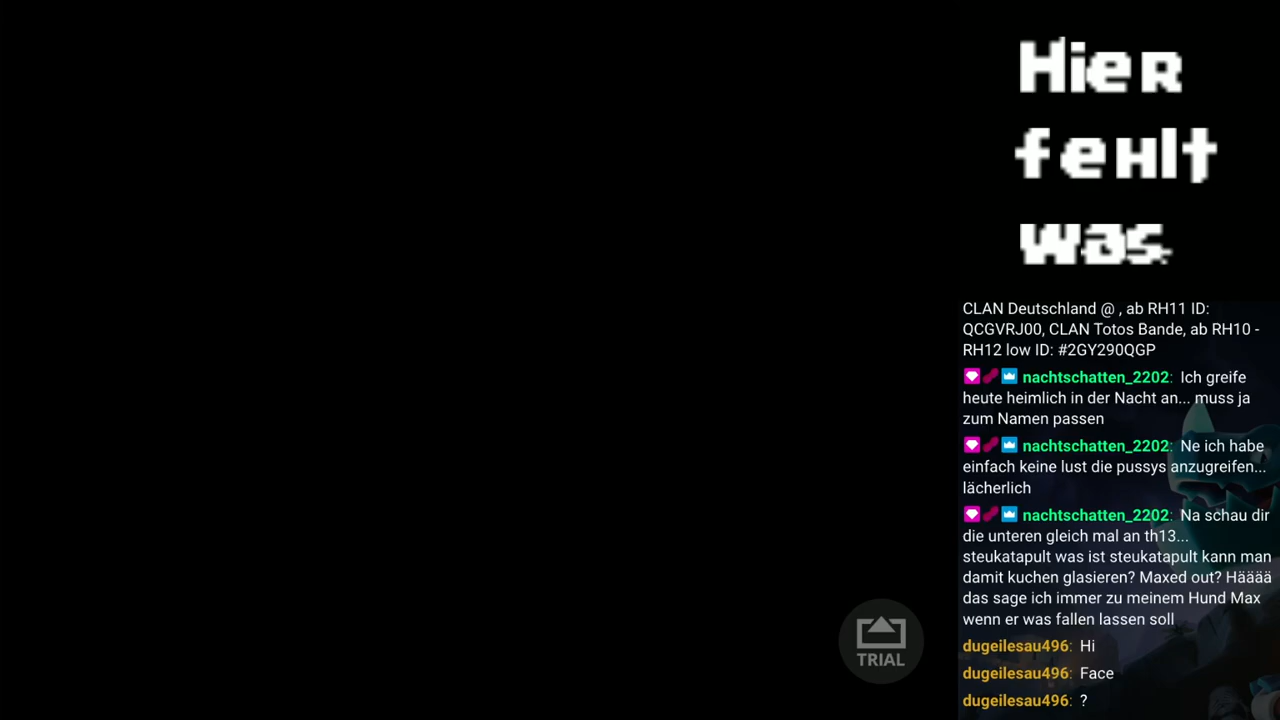 Hier
fehlt
was
CLAN Deutschland @ , ab RH11 ID:
QCGVRJ00, CLAN Totos Bande, ab RH10 -
RH12 low ID: #2GY290QGP
nachtschatten_2202: Ich greife
heute heimlich in der Nacht an... muss ja
zum Namen passen
nachtschatten_2202: Ne ich habe
einfach keine lust die pussys anzugreifen...
lächerlich
nachtschatten_2202: Na schau dir
die unteren gleich mal an th13...
steukatapult was ist steukatapult kann man
damit kuchen glasieren? Maxed out? Hääää
das sage ich immer zu meinem Hund Max
wenn er was fallen lassen soll
dugeilesau496: Hi
dugeilesau496: Face
dugeilesau496: ?
TRIAL